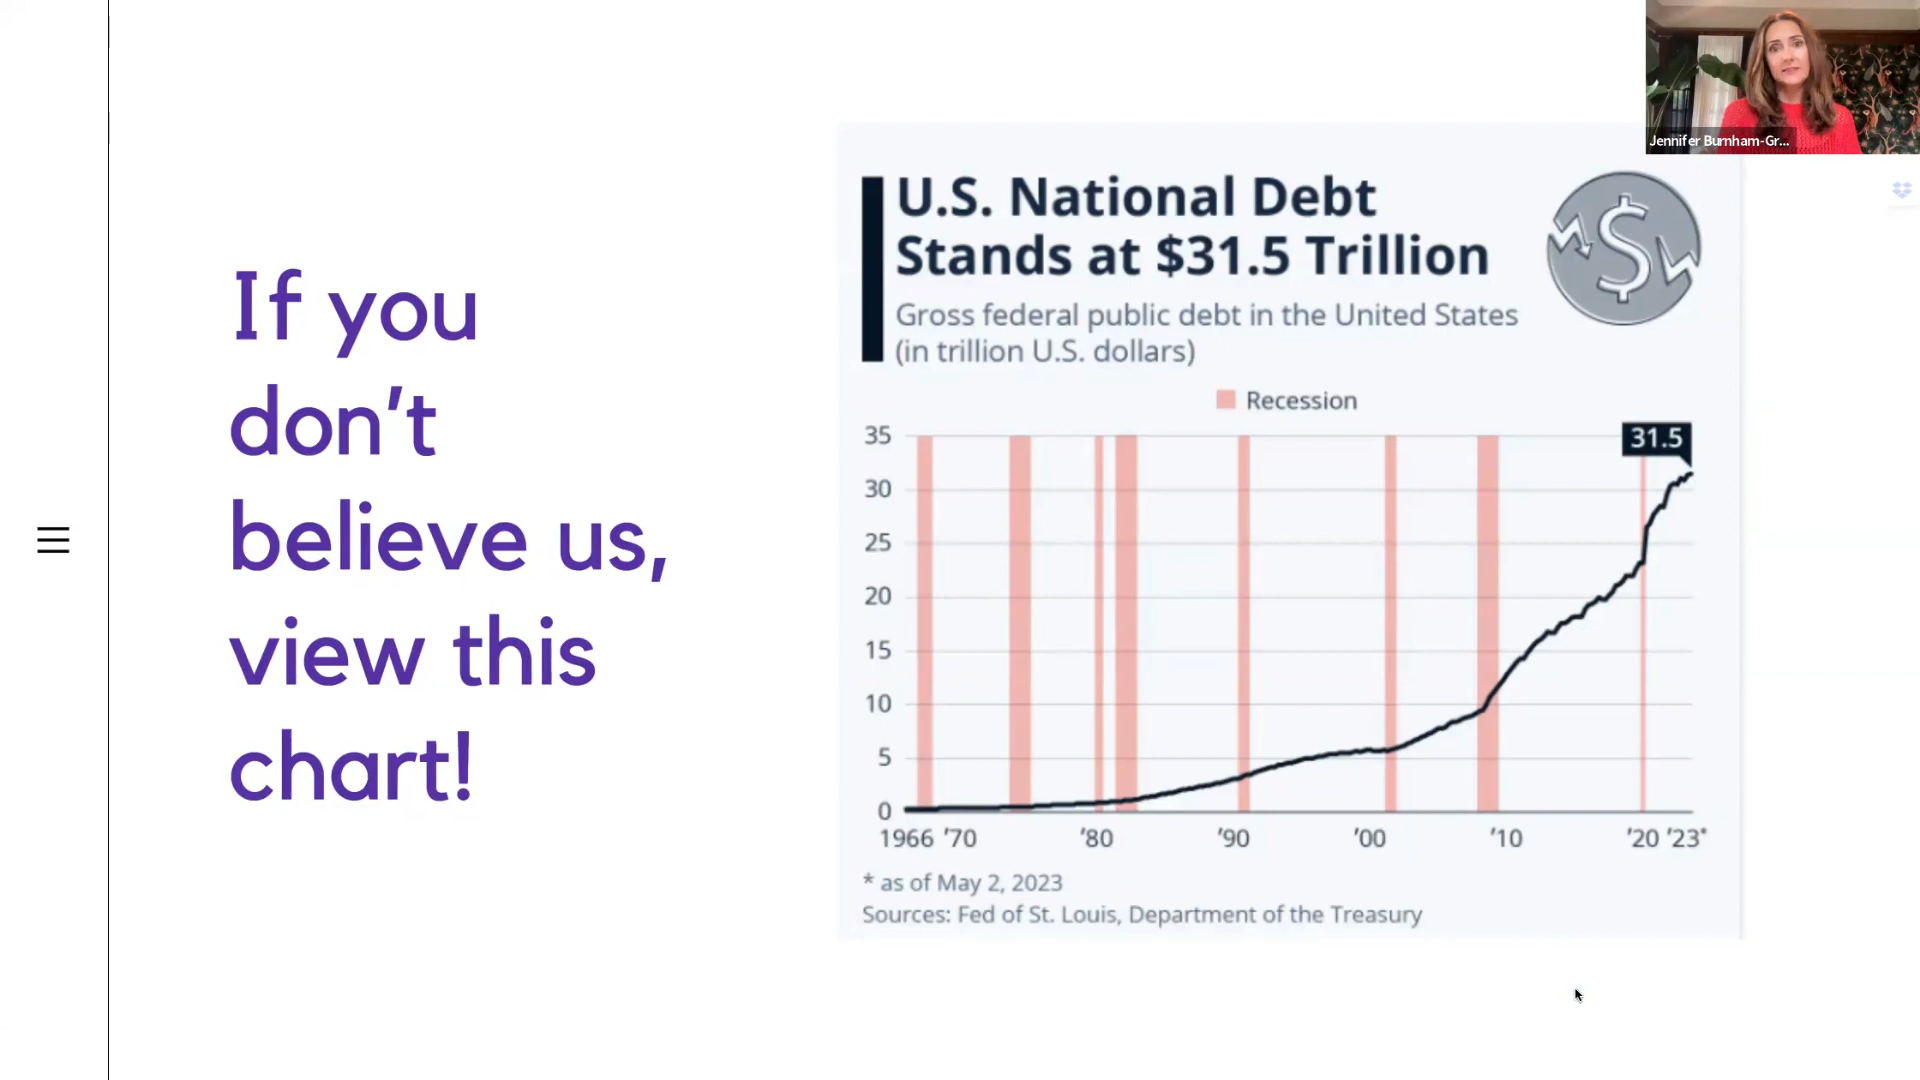 Jennifer Burnham-Gr...
If you
don't
believe us,
view this
chart!
U.S. National Debt
Stands at $31.5 Trillion
Gross federal public debt in the United States
(in trillion U.S. dollars)
Recession
31.5
35
30
25
20
15
10
5
0
1966 '70 '80 '90 '00 '10 '20 '23*
* as of May 2, 2023
Sources: Fed of St. Louis, Department of the Treasury